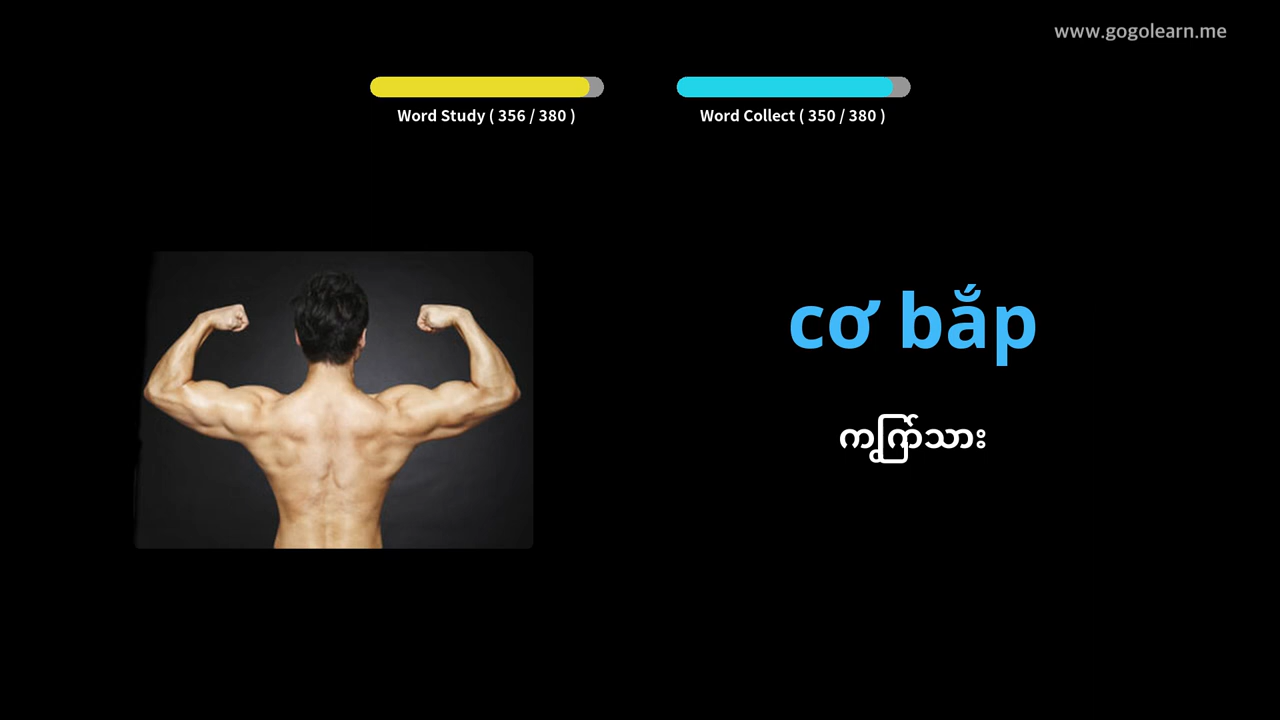 www.gogolearn.me
Word Study ( 356 / 380 )
Word Collect ( 350 / 380 )
cơ bắp
ကြွက်သား